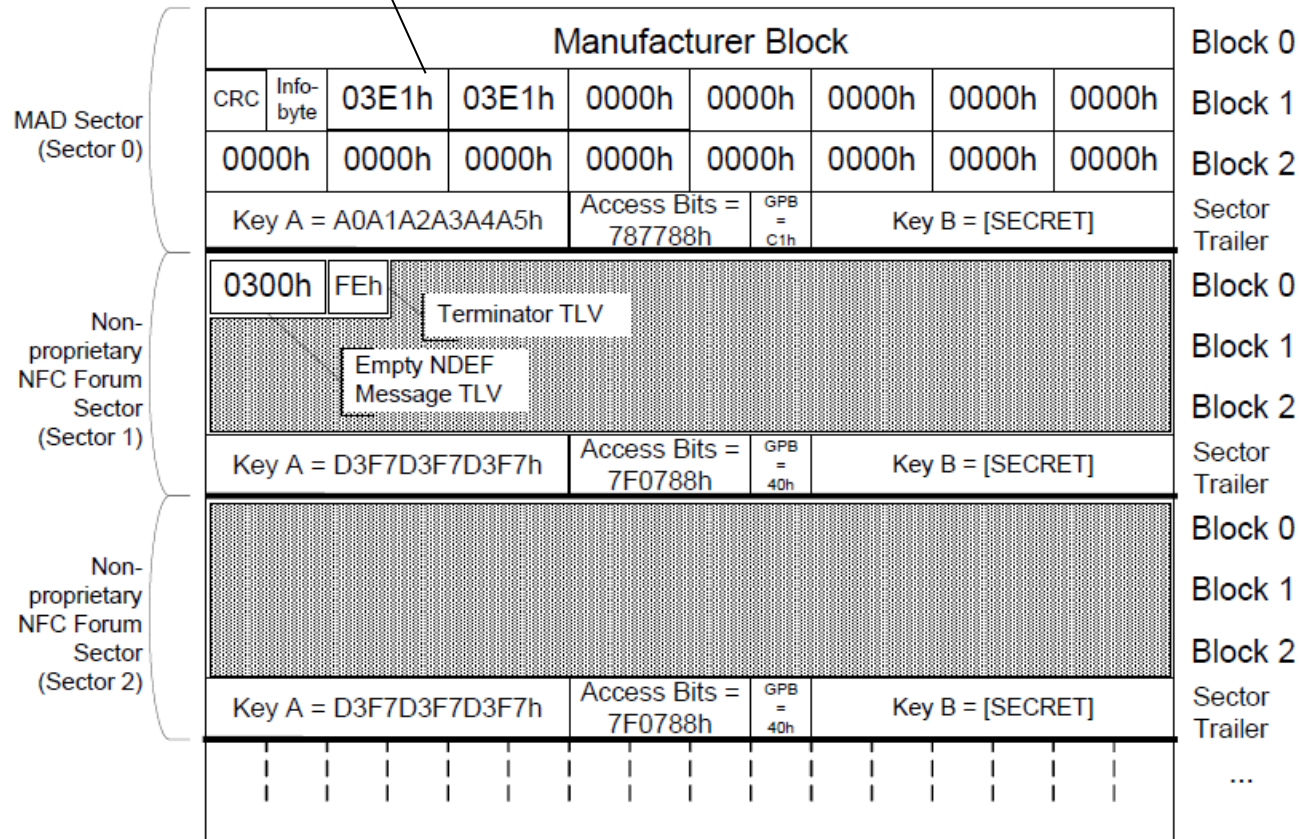 Manufacturer Block
Block 0
MAD Sector
(Sector 0)
CRC
Info-
byte
03E1h 03E1h 0000h 0000h 0000h 0000h 0000h
Block 1
0000h 0000h 0000h 0000h 0000h 0000h 0000h 0000h
Block 2
Key A = A0A1A2A3A4A5h
Access Bits =
787788h
GPB
=
C1h
Key B = [SECRET]
Sector
Trailer
Non-
proprietary
NFC Forum
Sector
(Sector 1)
0300h FEh
Terminator TLV
Empty NDEF
Message TLV
Block 0
Block 1
Block 2
Key A = D3F7D3F7D3F7h
Access Bits =
7F0788h
GPB
=
40h
Key B = [SECRET]
Sector
Trailer
Non-
proprietary
NFC Forum
Sector
(Sector 2)
Block 0
Block 1
Block 2
Key A = D3F7D3F7D3F7h
Access Bits =
7F0788h
GPB
=
40h
Key B = [SECRET]
Sector
Trailer
...